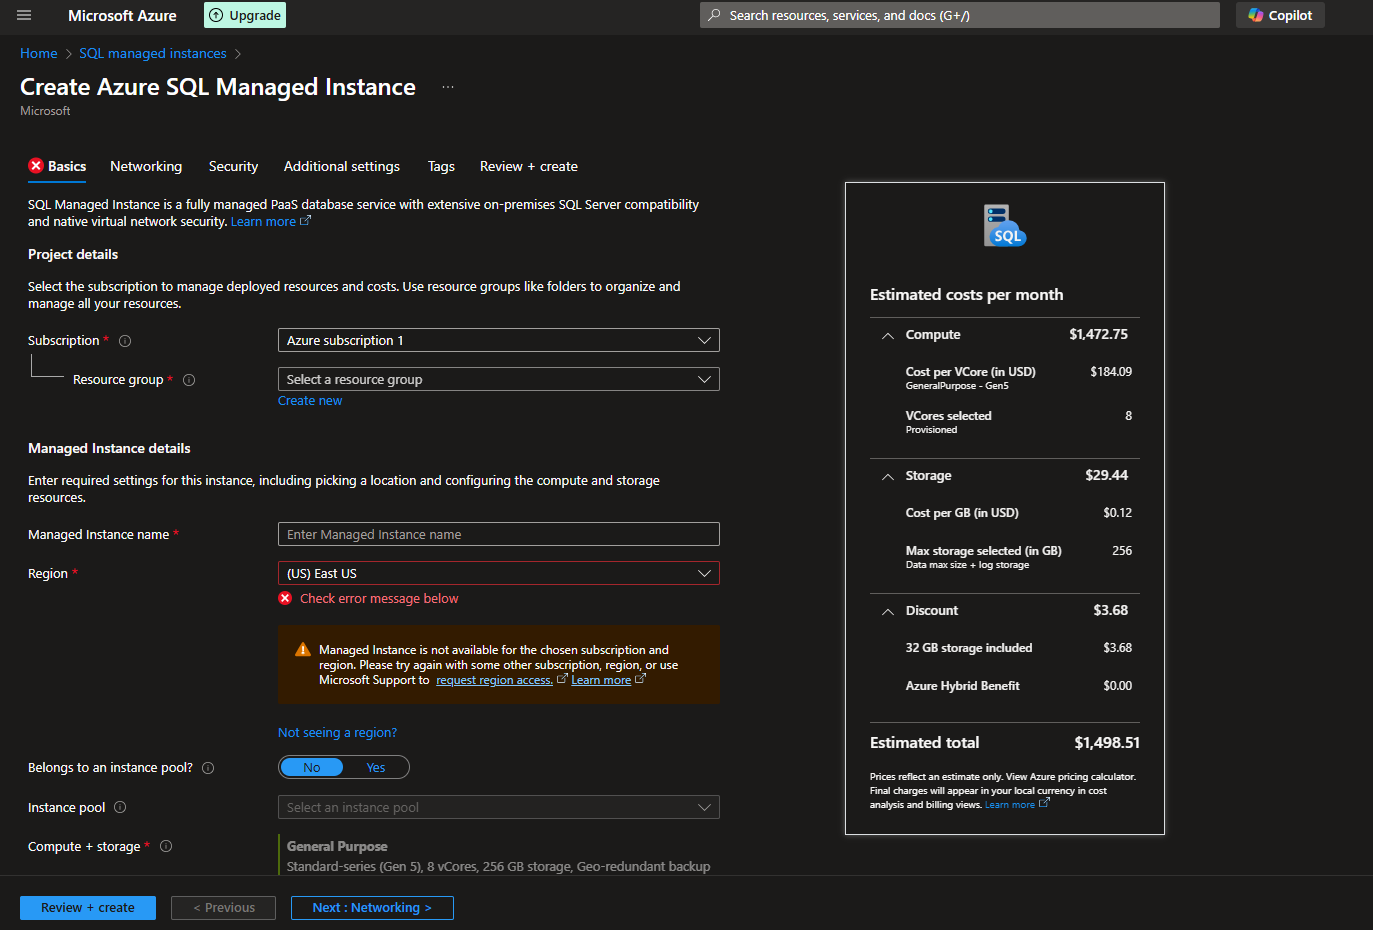 Microsoft Azure
Upgrade
Search resources, services, and docs (G+/)
Copilot
Home > SQL managed instances >
Create Azure SQL Managed Instance ...
Microsoft
Basics
Networking
Security
Additional settings
Tags
Review + create
SQL Managed Instance is a fully managed PaaS database service with extensive on-premises SQL Server compatibility
and native virtual network security. Learn more
Project details
Select the subscription to manage deployed resources and costs. Use resource groups like folders to organize and
manage all your resources.
Subscription *
Azure subscription 1
Resource group *
Select a resource group
Create new
Managed Instance details
Enter required settings for this instance, including picking a location and configuring the compute and storage
resources.
Managed Instance name *
Enter Managed Instance name
Region *
(US) East US
Check error message below
Managed Instance is not available for the chosen subscription and
region. Please try again with some other subscription, region, or use
Microsoft Support to request region access. Learn more
Not seeing a region?
Belongs to an instance pool?
No
Yes
Instance pool
Select an instance pool
Compute + storage *
General Purpose
Standard-series (Gen 5), 8 vCores, 256 GB storage, Geo-redundant backup
Review + create
< Previous
Next : Networking >
SQL
Estimated costs per month
Compute $1,472.75
Cost per VCore (in USD) $184.09
GeneralPurpose - Gen5
VCores selected 8
Provisioned
Storage $29.44
Cost per GB (in USD) $0.12
Max storage selected (in GB) 256
Data max size + log storage
Discount $3.68
32 GB storage included $3.68
Azure Hybrid Benefit $0.00
Estimated total $1,498.51
Prices reflect an estimate only. View Azure pricing calculator.
Final charges will appear in your local currency in cost
analysis and billing views. Learn more